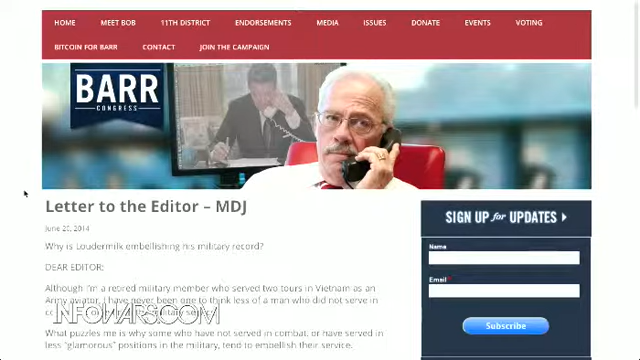 HOME MEET BOB 11TH DISTRICT ENDORSEMENTS MEDIA ISSUES DONATE EVENTS VOTING
BITCOIN FOR BARR CONTACT JOIN THE CAMPAIGN
BARR
CONGRESS
Letter to the Editor – MDJ
Why is Loudermilk embellishing his military record?
DEAR EDITOR:
Although I'm a retired military member who served two tours in Vietnam as an
Army aviator, I have never been one to think less of a man who did not serve in
INFOWARS.COM
What puzzles me is why some who have not served in combat, or have served in
less "glamorous" positions in the military, tend to embellish their service.
SIGN UP for UPDATES
Name
Email *
Subscribe